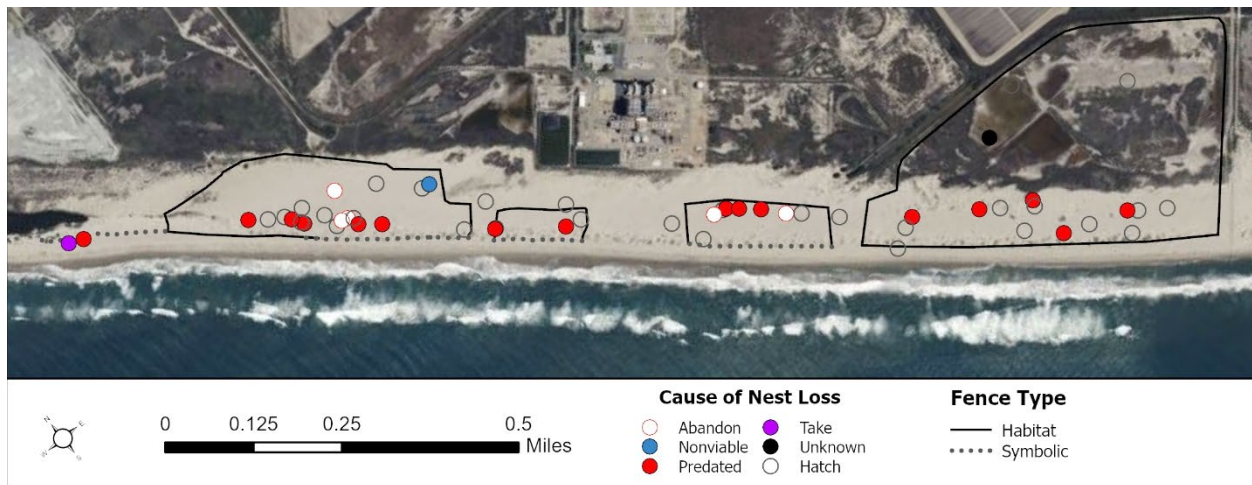 N
E
W
S
0 0.125 0.25 0.5
Miles
Cause of Nest Loss
Abandon
Nonviable
Predated
Take
Unknown
Hatch
Fence Type
Habitat
Symbolic